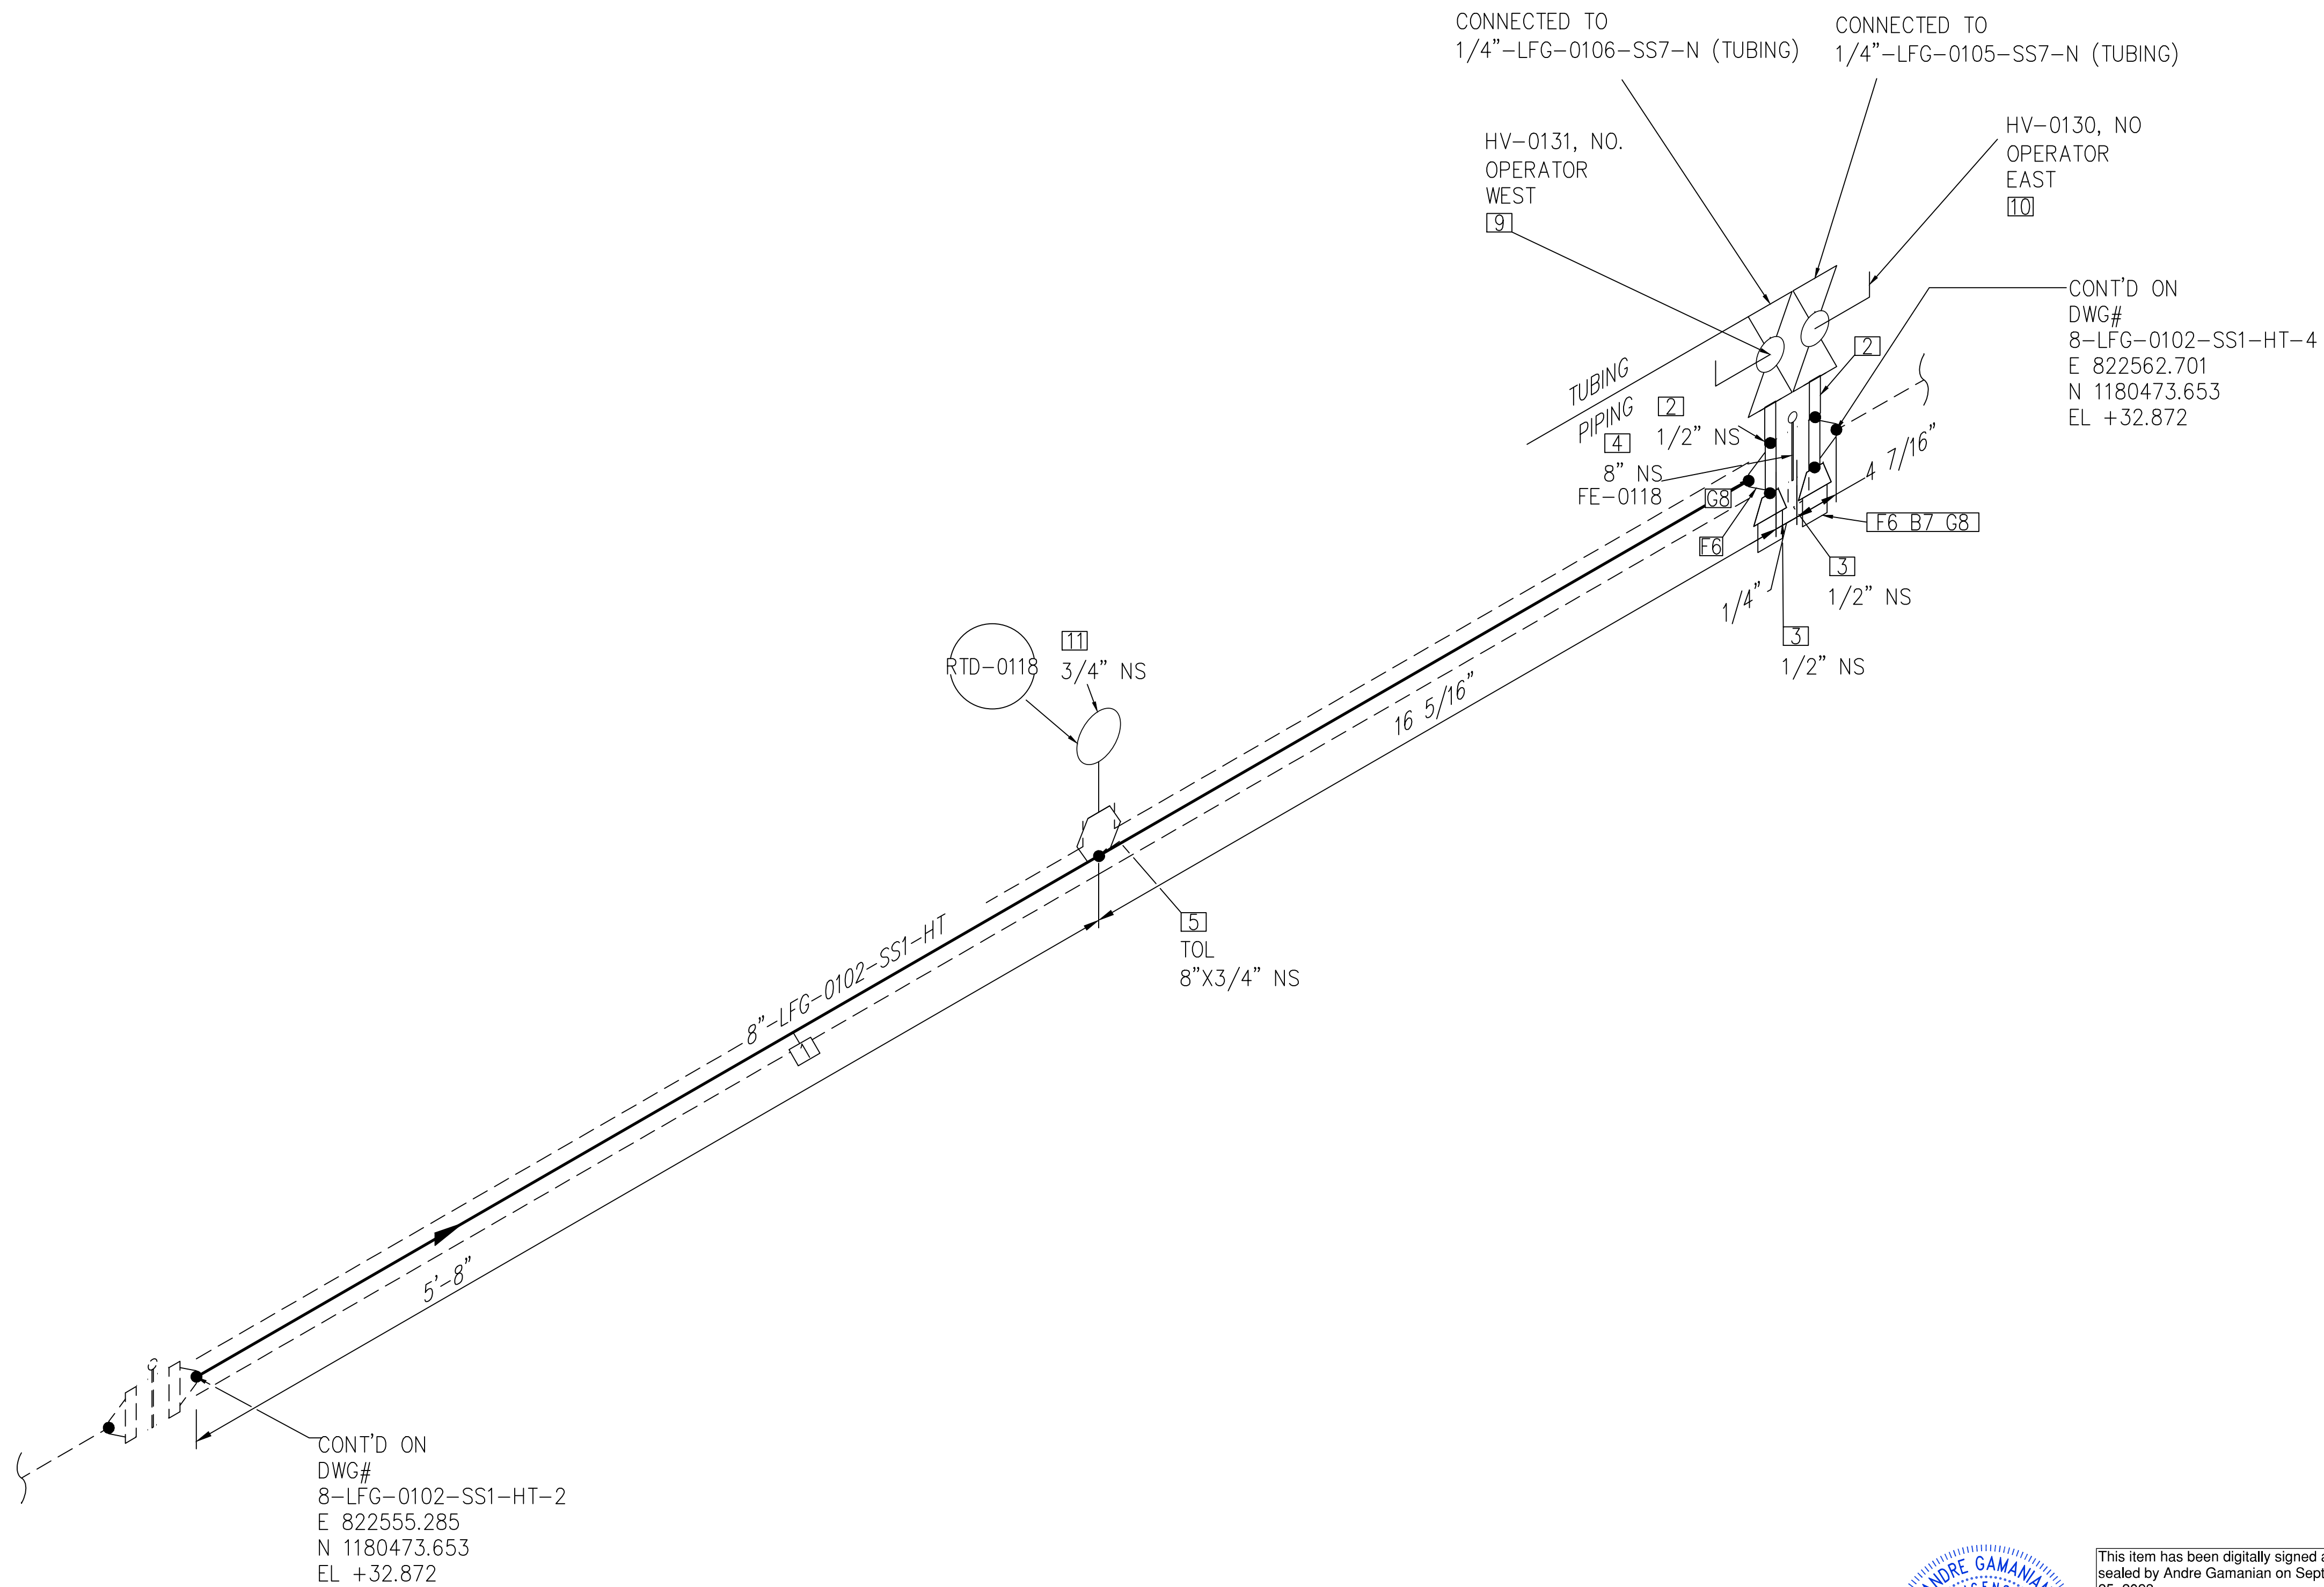 CONNECTED TO
1/4"-LFG-0106-SS7-N (TUBING)
CONNECTED TO
1/4"-LFG-0105-SS7-N (TUBING)
HV-0131, NO.
OPERATOR
WEST
9
HV-0130, NO
OPERATOR
EAST
10
CONT'D ON
DWG#
8-LFG-0102-SS1-HT-4
E 822562.701
N 1180473.653
EL +32.872
2
TUBING
PIPING
2
1/2" NS
4
8" NS
FE-0118
G8
4 7/16"
F6 B7 G8
F6
3
1/2" NS
1/4"
3
1/2" NS
RTD-0118
11
3/4" NS
16 5/16"
5
TOL
8"X3/4" NS
8"-LFG-0102-SS1-HT
1
5'-8"
CONT'D ON
DWG#
8-LFG-0102-SS1-HT-2
E 822555.285
N 1180473.653
EL +32.872
ANDRE GAMANIAN
This item has been digitally signed a
sealed by Andre Gamanian on Sept